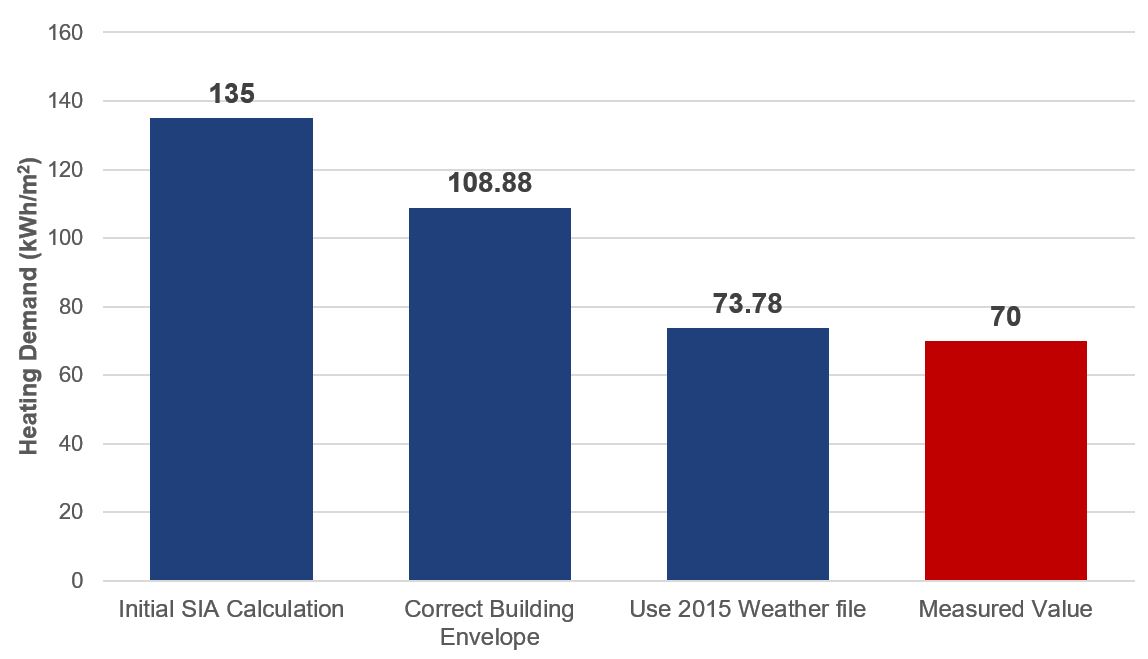 160
140
120
100
80
60
40
20
0
Heating Demand (kWh/m²)
135
108.88
73.78
70
Initial SIA Calculation
Correct Building
Envelope
Use 2015 Weather file
Measured Value